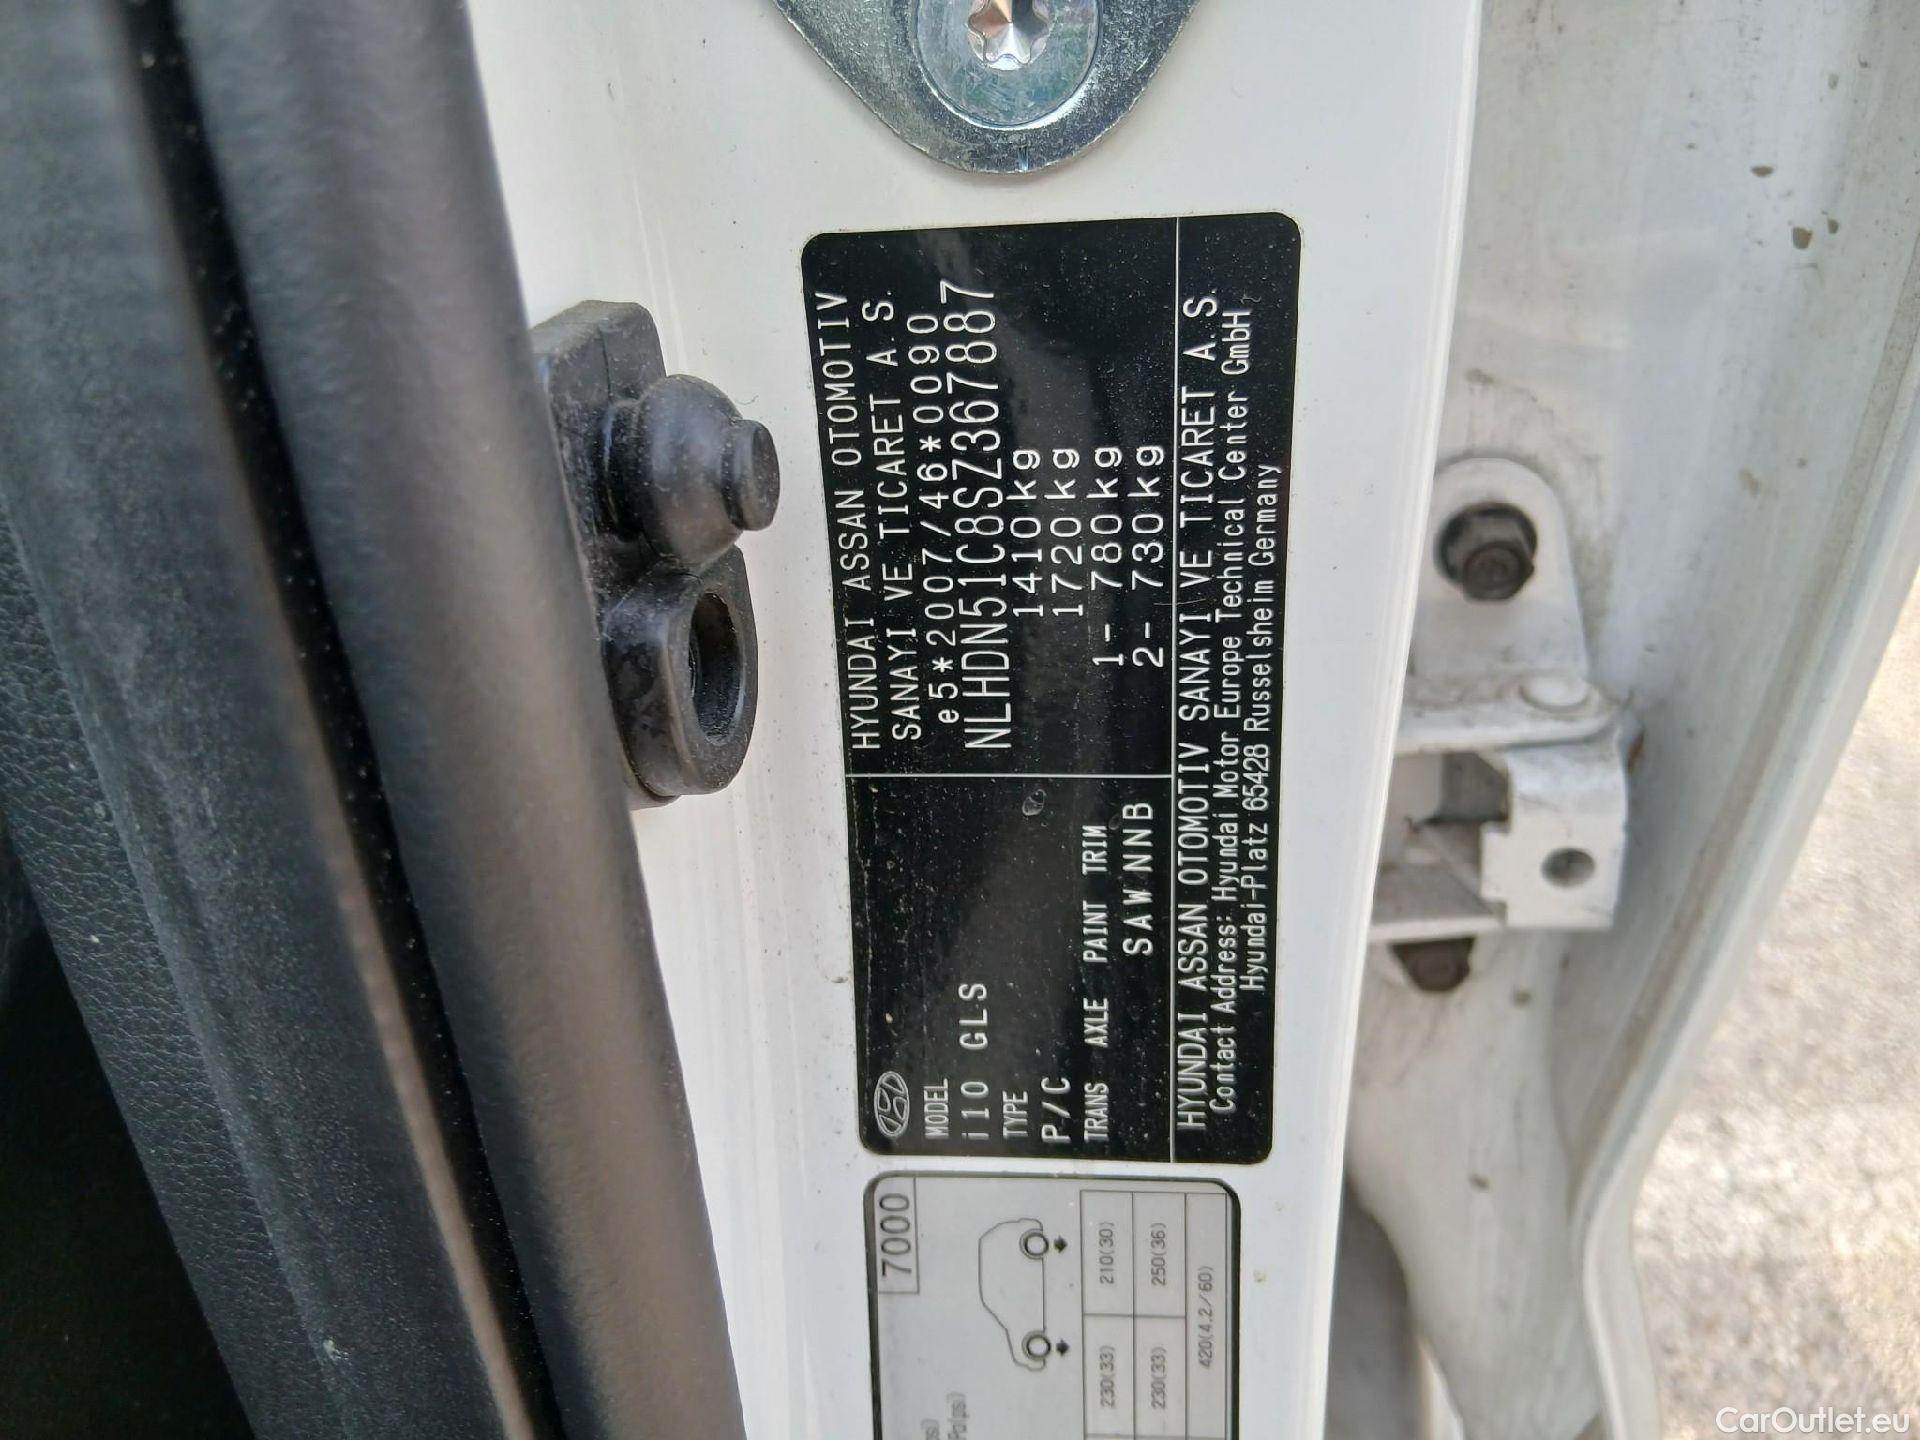 HYUNDAI ASSAN OTOMOTIV
SANAYI VE TICARET A.S.
e5*2007/46*0090
NLHDN51C8SZ367887
1410kg
1720kg
1- 780kg
2- 730kg
MODEL
i10 GLS
TYPE
P/C
TRANS AXLE PAINT TRIM
SAW NNB
HYUNDAI ASSAN OTOMOTIV SANAYI VE TICARET A.S.
Contact Address: Hyundai Motor Europe Technical Center GmbH
Hyundai-Platz 65428 Russelsheim Germany
7000
230(33) 210(30)
230(33) 250(36)
420(4.2/60)
CarOutlet.eu